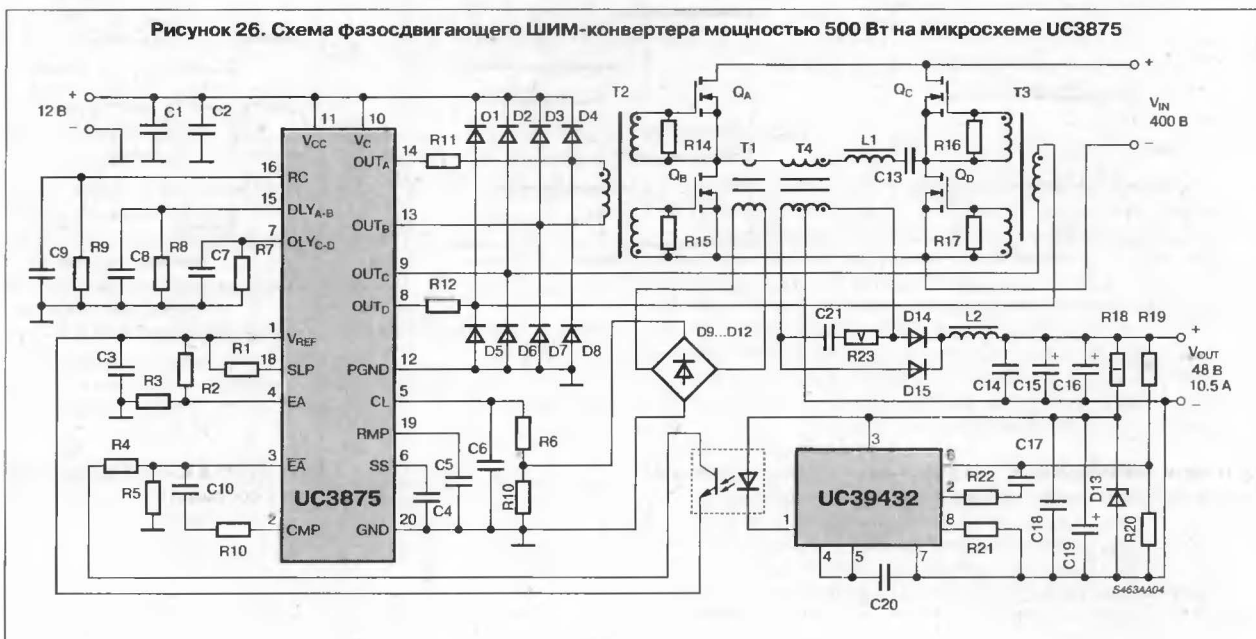 Рисунок 26. Схема фазосдвигающего ШИМ-конвертера мощностью 500 Вт на микросхеме UC3875
12 В
+
−
C1
C2
11
10
VCC
VC
UC3875
16
RC
15
DLYA-B
7
OLYC-D
1
VREF
18
SLP
4
EA
3
EA
2
CMP
OUTA
14
OUTB
13
OUTC
9
OUTD
8
PGND
12
CL
5
RMP
19
SS
6
GND
20
C9
R9
C8
R8
C7
R7
C3
R3
R2
R1
R4
R5
C10
R10
R11
R12
O1
D2
D3
D4
D5
D6
D7
D8
C6
C5
C4
R6
R10
T2
QA
R14
QB
R15
T1
T4
L1
C13
QC
R16
QD
R17
T3
+
VIN
400 В
−
D9...D12
C21
R23
V
D14
D15
L2
C14
C15
+
C16
+
R18
R19
+
VOUT
48 В
10.5 A
−
UC39432
3
6
2
8
1
4
5
7
R22
R21
C17
C18
C19
+
D13
R20
C20
5463AA04